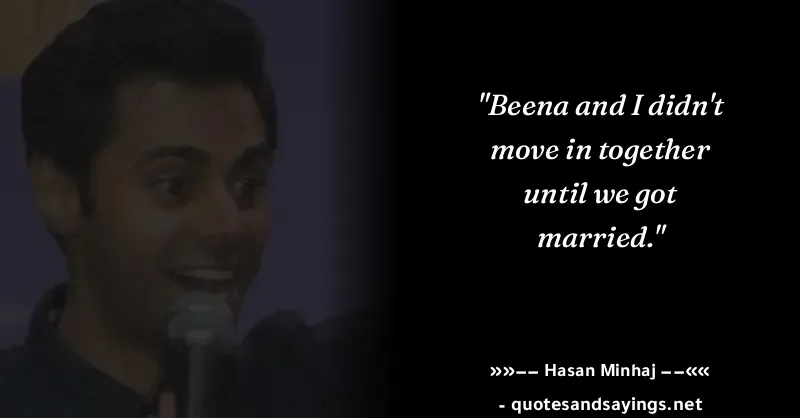 "Beena and I didn't
move in together
until we got
married."
»»–– Hasan Minhaj ––««
- quotesandsayings.net